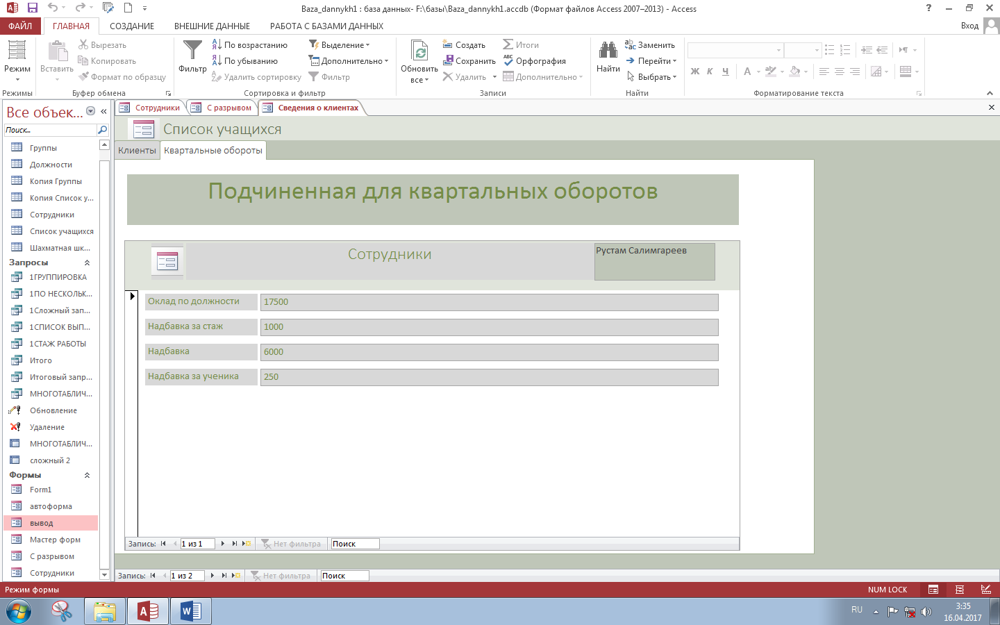 Baza_dannykh1 : база данных- F:\базы\Baza_dannykh1.accdb (Формат файлов Access 2007–2013) - Access
ФАЙЛ ГЛАВНАЯ СОЗДАНИЕ ВНЕШНИЕ ДАННЫЕ РАБОТА С БАЗАМИ ДАННЫХ Вход
Режим
Режимы
Вставить
Вырезать
Копировать
Формат по образцу
Буфер обмена
Фильтр
По возрастанию
По убыванию
Удалить сортировку
Выделение
Дополнительно
Фильтр
Сортировка и фильтр
Обновить
все
Создать
Сохранить
Удалить
Итоги
Орфография
Дополнительно
Записи
Найти
Заменить
Перейти
Выбрать
Найти
Ж К Ч А
Форматирование текста
Все объек...
Поиск...
Группы
Должности
Копия Группы
Копия Список у...
Сотрудники
Список учащихся
Шахматная шк...
Запросы
1ГРУППИРОВКА
1ПО НЕСКОЛЬК...
1Сложный зап...
1СПИСОК ВЫП...
1СТАЖ РАБОТЫ
Итого
Итоговый запр...
МНОГОТАБЛИЧ...
Обновление
Удаление
МНОГОТАБЛИЧ...
сложный 2
Формы
Form1
автоформа
вывод
Мастер форм
С разрывом
Сотрудники
Сотрудники С разрывом Сведения о клиентах
Список учащихся
Клиенты Квартальные обороты
Подчиненная для квартальных оборотов
Сотрудники Рустам Салимгареев
Оклад по должности 17500
Надбавка за стаж 1000
Надбавка 6000
Надбавка за ученика 250
Запись: 1 из 1 Нет фильтра Поиск
Запись: 1 из 2 Нет фильтра Поиск
Режим формы NUM LOCK
RU 3:35
16.04.2017